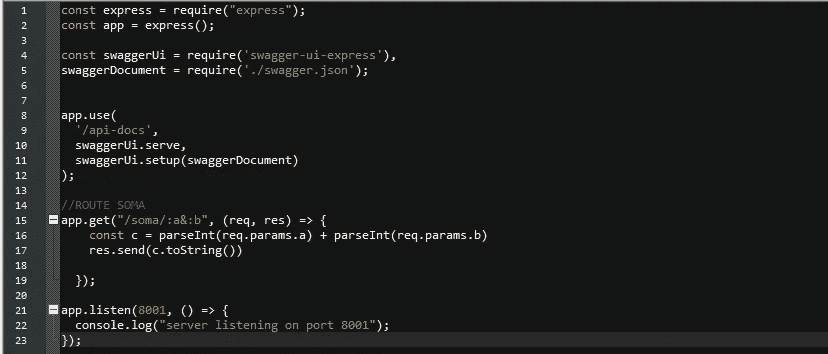 1 const express = require("express");
2 const app = express();
3
4 const swaggerUi = require('swagger-ui-express'),
5 swaggerDocument = require('./swagger.json');
6
7
8 app.use(
9   '/api-docs',
10   swaggerUi.serve,
11   swaggerUi.setup(swaggerDocument)
12 );
13
14 //ROUTE SOMA
15 app.get("/soma/:a&:b", (req, res) => {
16     const c = parseInt(req.params.a) + parseInt(req.params.b)
17     res.send(c.toString())
18
19   });
20
21 app.listen(8001, () => {
22   console.log("server listening on port 8001");
23 });